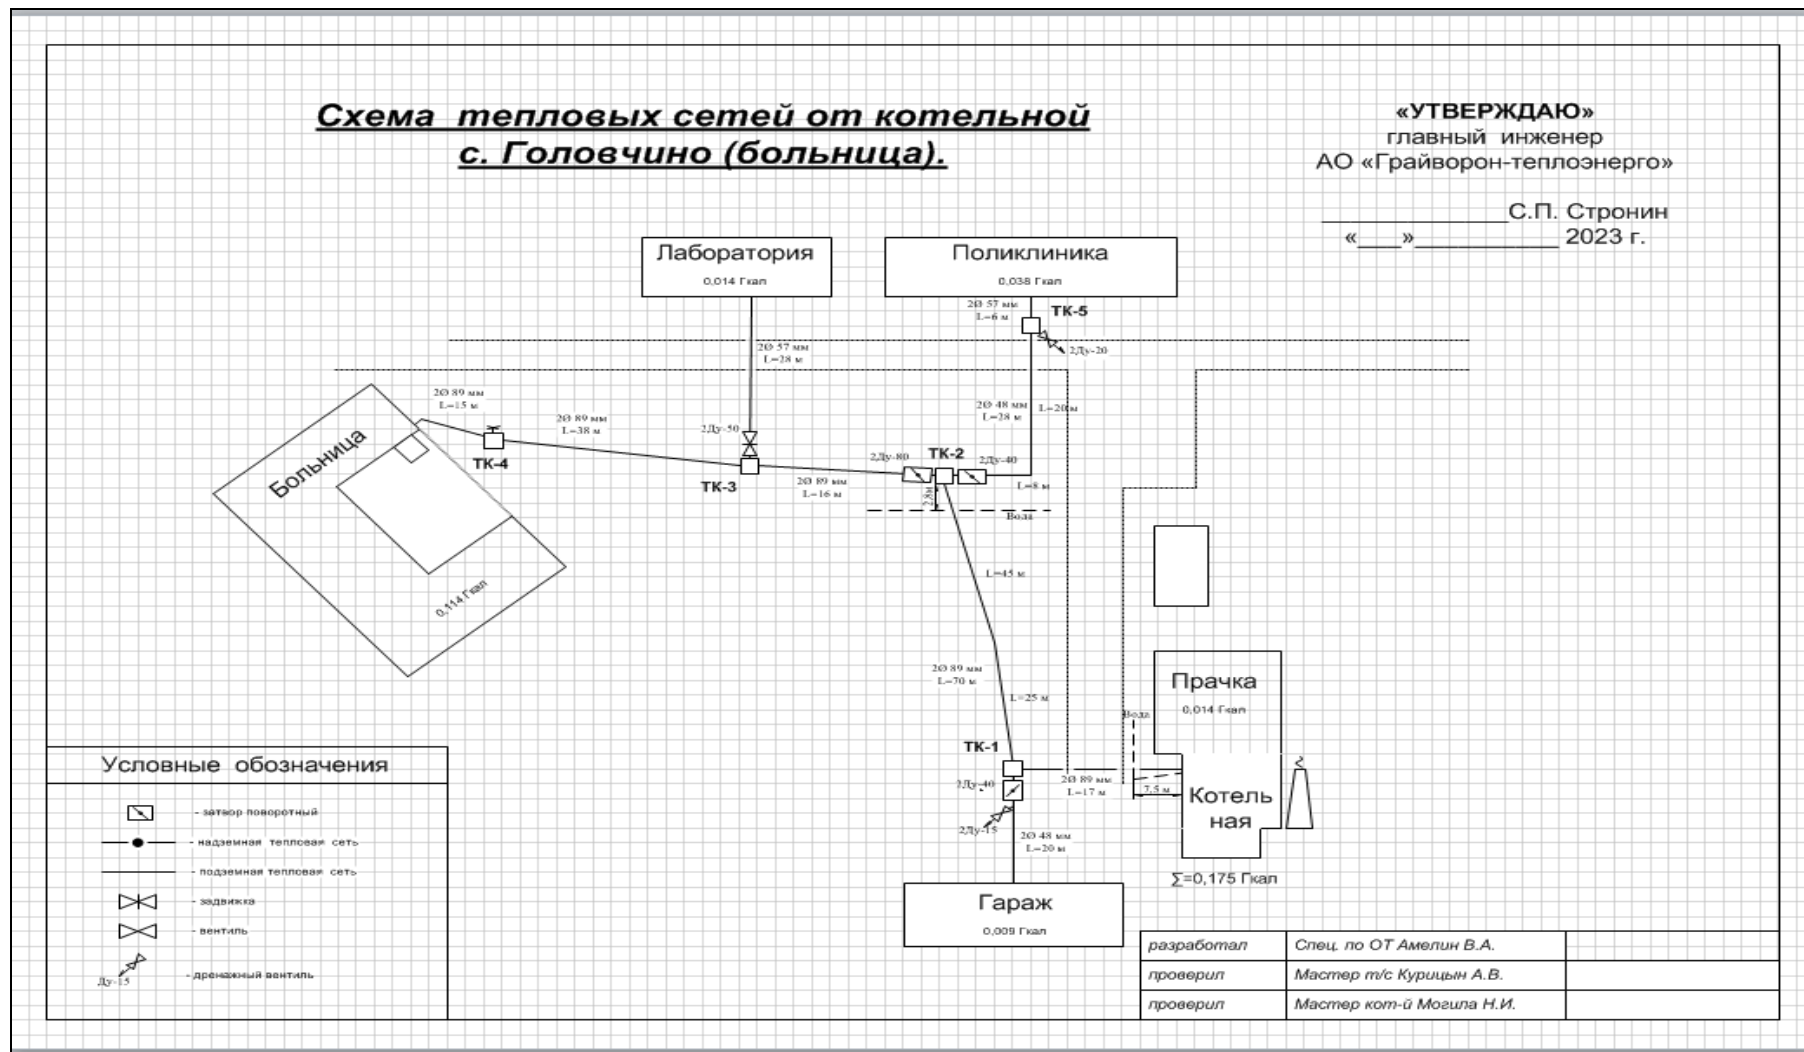 Схема тепловых сетей от котельной
с. Головчино (больница).
«УТВЕРЖДАЮ»
главный инженер
АО «Грайворон-теплоэнерго»
______________С.П. Стронин
«___»___________ 2023 г.
Лаборатория
0,014 Гкал
Поликлиника
0,038 Гкал
2Ø 57 мм
L=6 м
ТК-5
2Ду-20
2Ø 57 мм
L=28 м
2Ø 89 мм
L=15 м
2Ø 89 мм
L=38 м
2Ø 48 мм
L=28 м
L=20м
Больница
0,114 Гкал
ТК-4
2Ду-50
ТК-3
2Ду-80
ТК-2
2Ду-40
2Ø 89 мм
L=16 м
L=8 м
2,8м
Вода
L=45 м
2Ø 89 мм
L=70 м
L=25 м
Прачка
0,014 Гкал
Вода
ТК-1
2Ду-40
2Ø 89 мм
L=17 м
7,5 м
Котель
ная
2Ду-15
2Ø 48 мм
L=20 м
∑=0,175 Гкал
Гараж
0,009 Гкал
Условные обозначения
- затвор поворотный
- надземная тепловая сеть
- подземная тепловая сеть
- задвижка
- вентиль
Ду-15
- дренажный вентиль
разработал Спец. по ОТ Амелин В.А.
проверил Мастер т/с Курицын А.В.
проверил Мастер кот-й Могила Н.И.